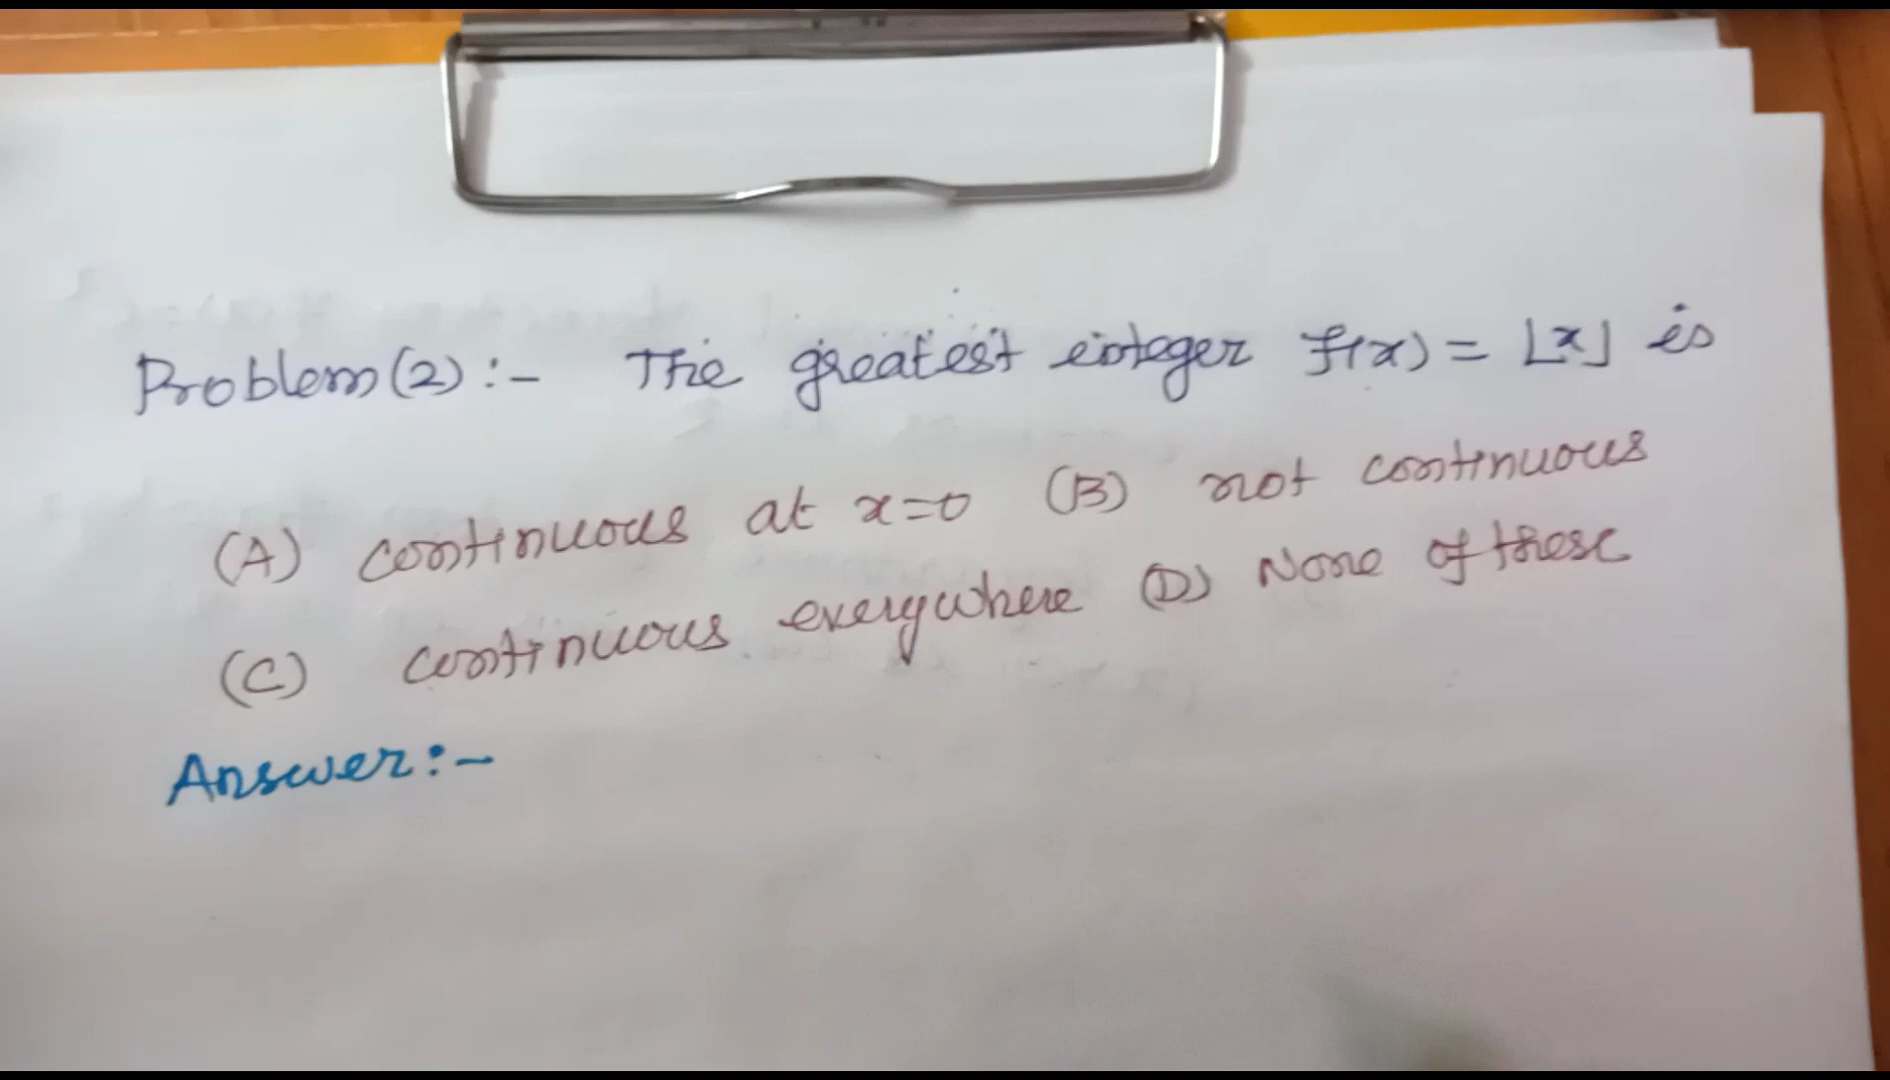 Problem(2):- The greatest integer f(x) = ⌊x⌋ is
(A) continuous at x=0 (B) not continuous
(C) continuous everywhere (D) None of these
Answer:-